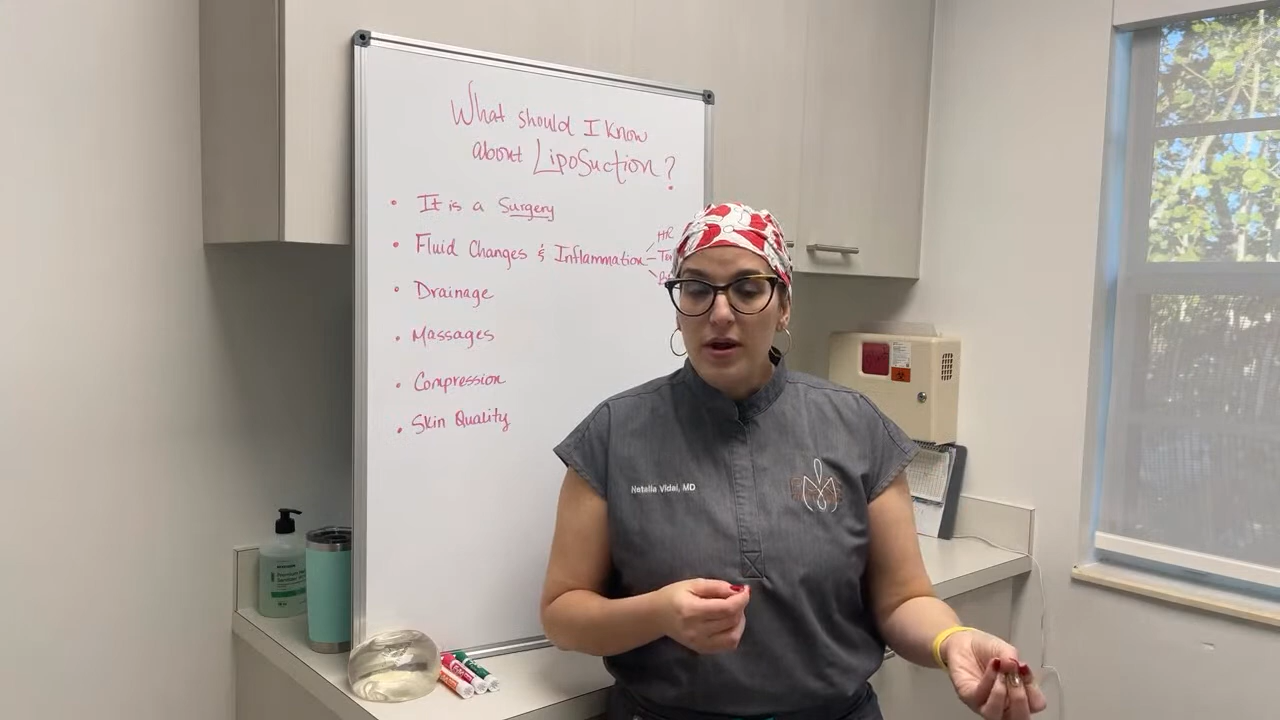 What should I know
about LipoSuction?
• It is a Surgery
• Fluid Changes & Inflammation
HR
• Drainage
• Massages
• Compression
• Skin Quality
Natalia Vidal, MD